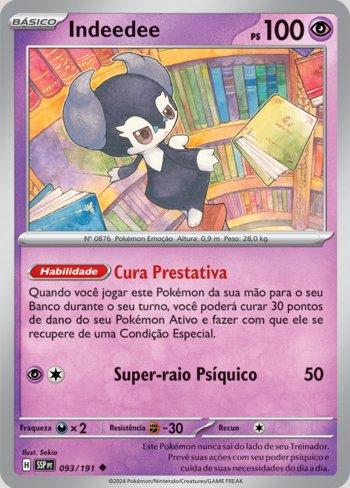 BÁSICO Indeedee PS 100
Nº 0876 Pokémon Emoção Altura: 0,9 m Peso: 28,0 kg
Habilidade Cura Prestativa
Quando você jogar este Pokémon da sua mão para o seu
Banco durante o seu turno, você poderá curar 30 pontos
de dano do seu Pokémon Ativo e fazer com que ele se
recupere de uma Condição Especial.
Super-raio Psíquico 50
Fraqueza ×2 Resistência -30 Recuo
Ilust. Sekio
Este Pokémon nunca sai do lado de seu Treinador.
Prevê suas ações com poderes psíquicos
e cuida de suas necessidades do dia a dia.
H SSP PT 093/191
©2024 Pokémon/Nintendo/Creatures/GAME FREAK